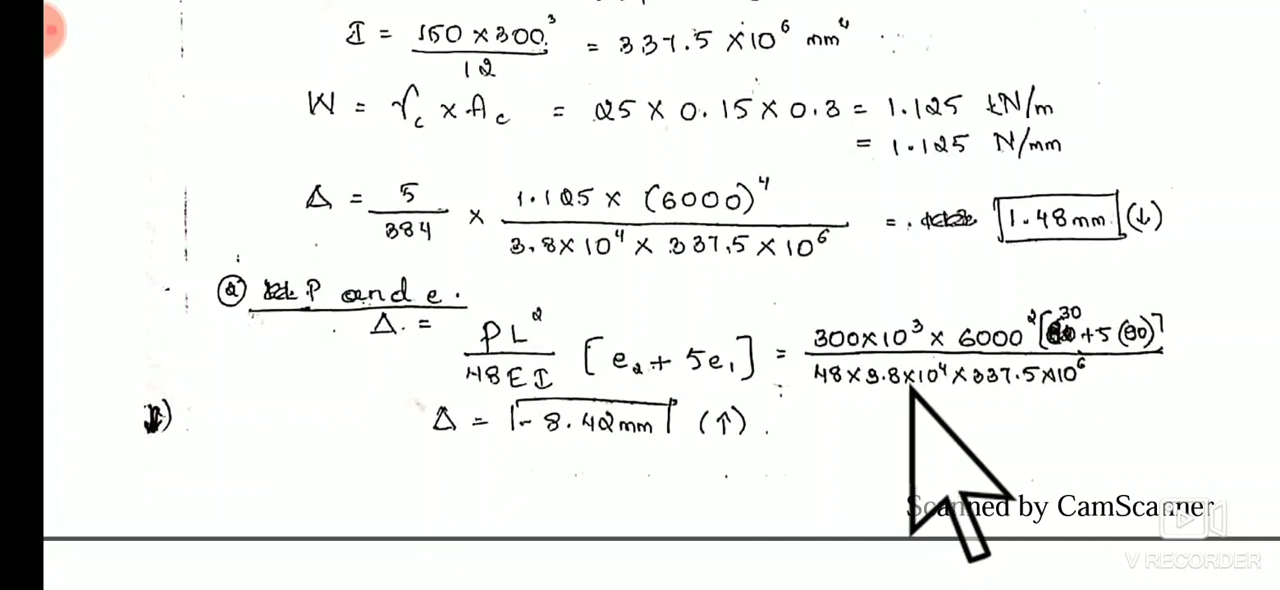 I = 150 × 300³ / 12 = 337.5 × 10⁶ mm⁴
W = γc × Ac = 25 × 0.15 × 0.3 = 1.125 kN/m
= 1.125 N/mm
Δ = 5/384 × 1.125 × (6000)⁴ / 3.8 × 10⁴ × 337.5 × 10⁶ = 1.48 mm (↓)
② P and e.
Δ = PL²/48EI [e₂ + 5e₁] = 300×10³ × 6000² [30 + 5(80)] / 48 × 3.8 × 10⁴ × 337.5 × 10⁶
Δ = - 8.42 mm (↑).
Scanned by CamScanner
V RECORDER